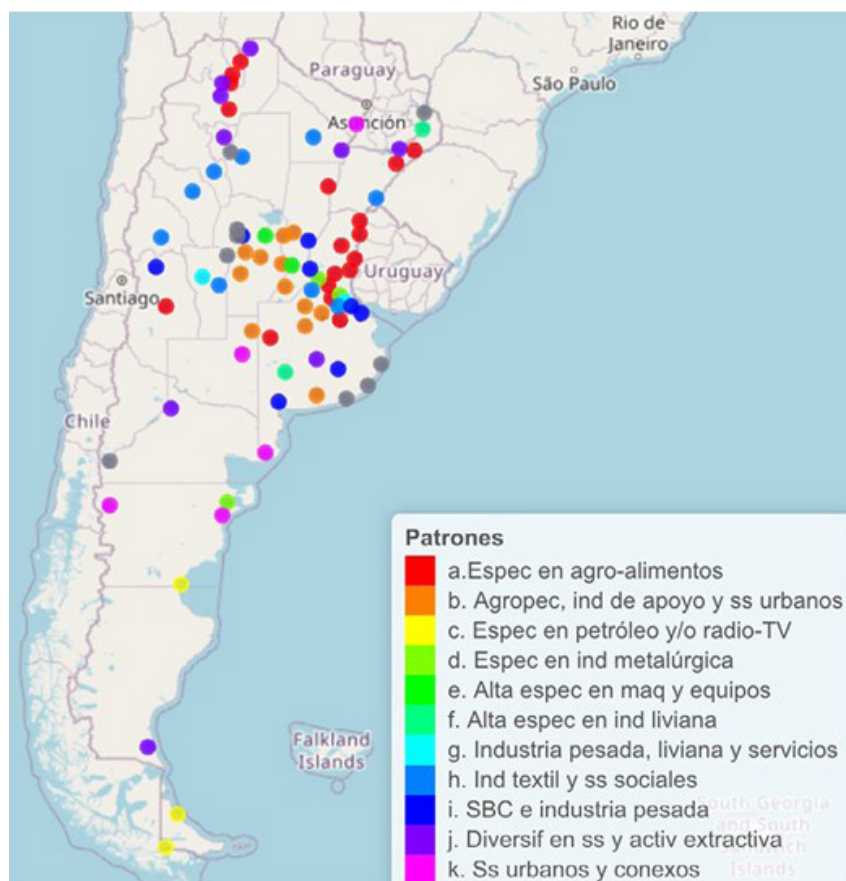 Rio de
Janeiro
Paraguay
São Paulo
Asunción
Uruguay
Santiago
Chile
Falkland
Islands
Patrones
a.Espec en agro-alimentos
b. Agropec, ind de apoyo y ss urbanos
c. Espec en petróleo y/o radio-TV
d. Espec en ind metalúrgica
e. Alta espec en maq y equipos
f. Alta espec en ind liviana
g. Industria pesada, liviana y servicios
h. Ind textil y ss sociales
i. SBC e industria pesada
j. Diversif en ss y activ extractiva
k. Ss urbanos y conexos
South Georgia
and South
Sandwich
Islands